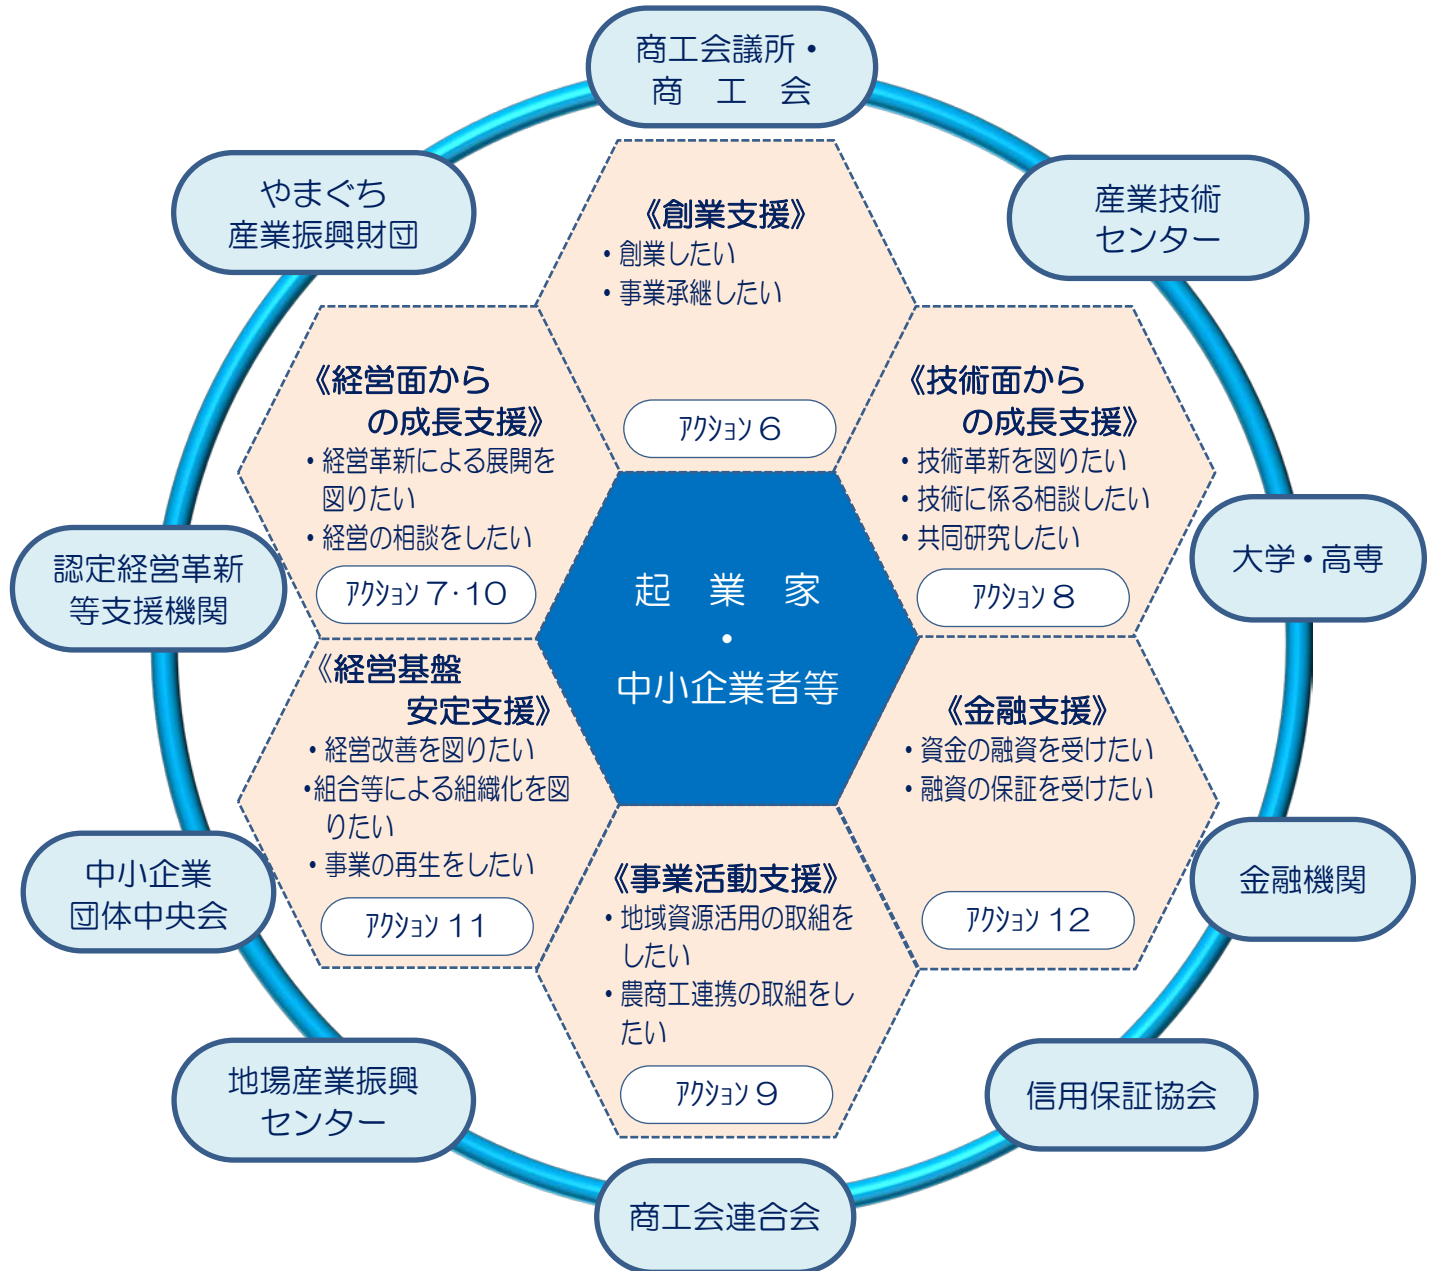 商工会議所・
商　工　会
やまぐち
産業振興財団
産業技術
センター
《創業支援》
・創業したい
・事業承継したい
ｱｸｼｮﾝ 6
《経営面から
の成長支援》
・経営革新による展開を
図りたい
・経営の相談をしたい
ｱｸｼｮﾝ 7･10
《技術面から
の成長支援》
・技術革新を図りたい
・技術に係る相談したい
・共同研究したい
ｱｸｼｮﾝ 8
認定経営革新
等支援機関
大学・高専
起　業　家
・
中小企業者等
《経営基盤
安定支援》
・経営改善を図りたい
・組合等による組織化を図
りたい
・事業の再生をしたい
ｱｸｼｮﾝ 11
《金融支援》
・資金の融資を受けたい
・融資の保証を受けたい
ｱｸｼｮﾝ 12
中小企業
団体中央会
金融機関
《事業活動支援》
・地域資源活用の取組を
したい
・農商工連携の取組をし
たい
ｱｸｼｮﾝ 9
地場産業振興
センター
信用保証協会
商工会連合会